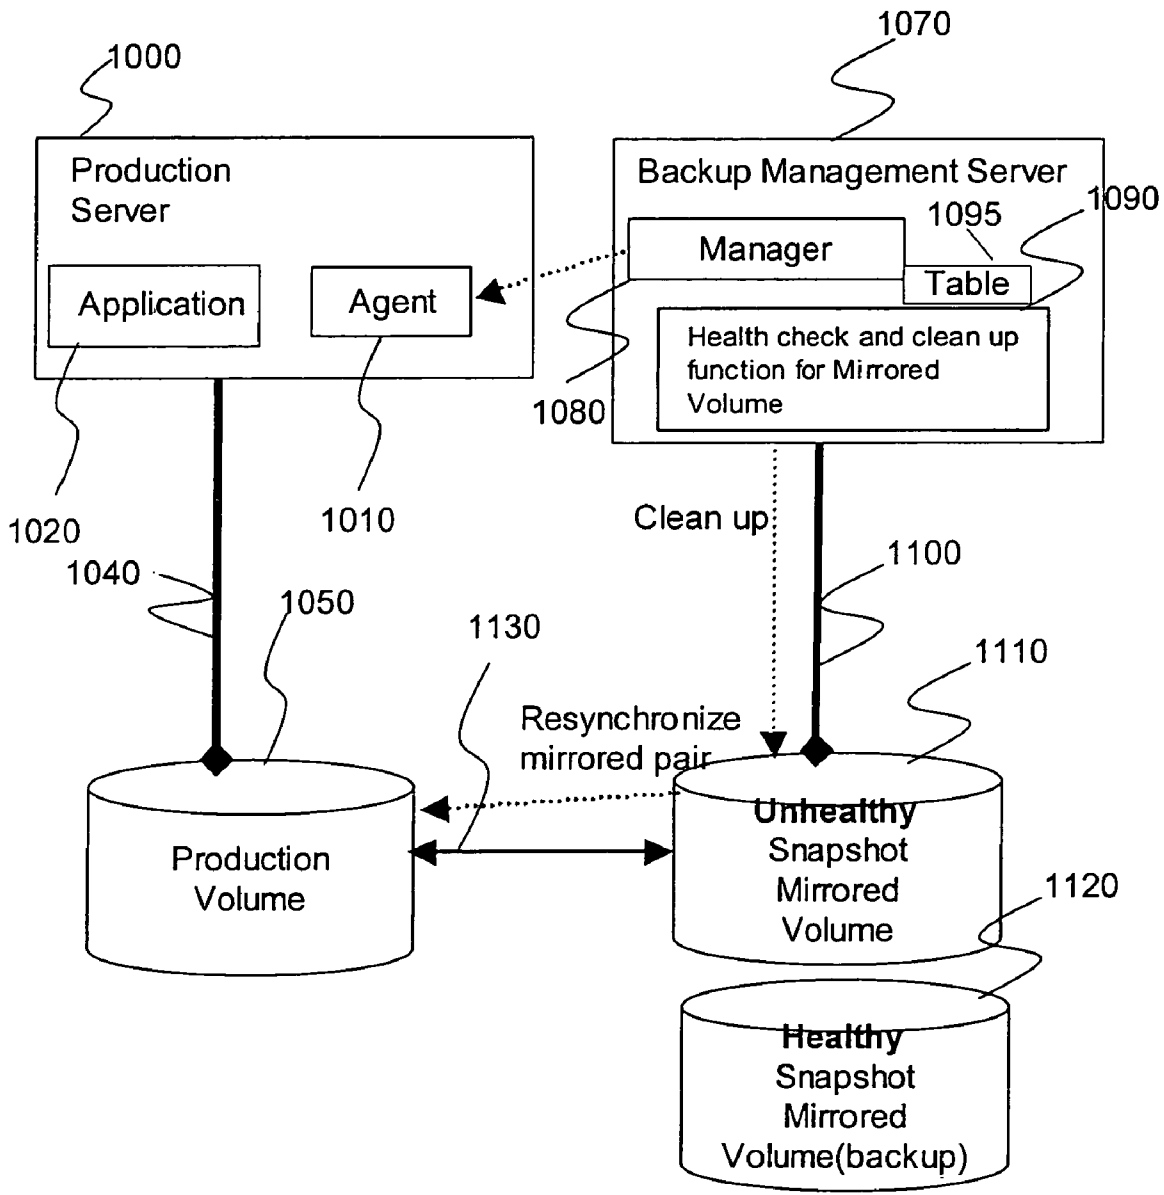 1070
1000
Production
Server
Backup Management Server
1090
1095
Manager
Table
Application
Agent
Health check and clean up
function for Mirrored
Volume
1080
1020
1010
Clean up
1040
1100
1050
1130
1110
Resynchronize
mirrored pair
Unhealthy
Snapshot
Mirrored
Volume
Production
Volume
1120
Healthy
Snapshot
Mirrored
Volume(backup)